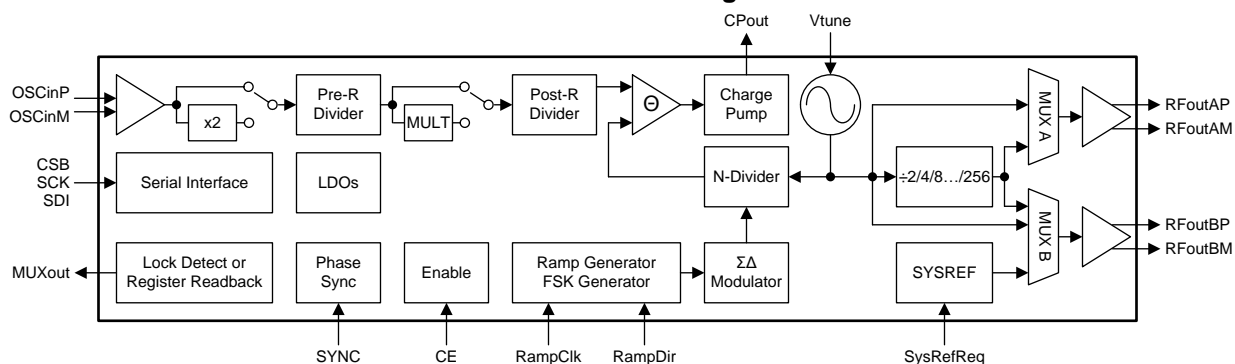 CPout
Vtune
OSCinP
OSCinM
x2
Pre-R
Divider
MULT
Post-R
Divider
Θ
Charge
Pump
MUX A
RFoutAP
RFoutAM
CSB
SCK
SDI
Serial Interface
LDOs
N-Divider
÷2/4/8.../256
MUX B
RFoutBP
RFoutBM
MUXout
Lock Detect or
Register Readback
Phase
Sync
Enable
Ramp Generator
FSK Generator
ΣΔ
Modulator
SYSREF
SYNC
CE
RampClk
RampDir
SysRefReq